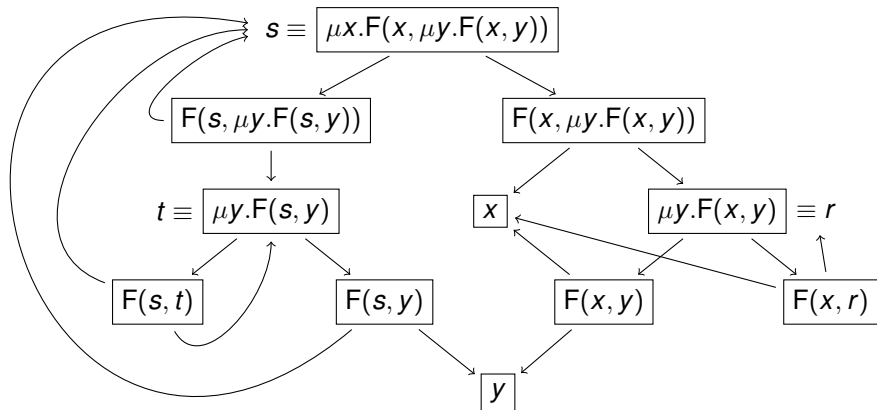 s ≡ μx.F(x, μy.F(x, y))
F(s, μy.F(s, y)) F(x, μy.F(x, y))
t ≡ μy.F(s, y) x μy.F(x, y) ≡ r
F(s, t) F(s, y) F(x, y) F(x, r)
y